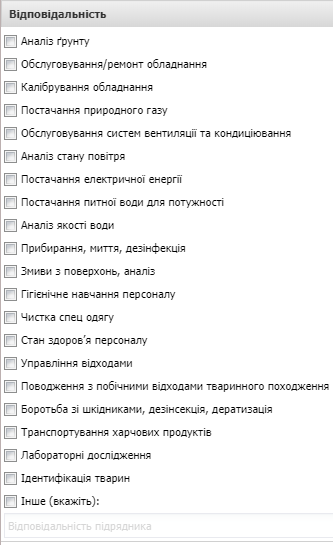 Відповідальність
Аналіз ґрунту
Обслуговування/ремонт обладнання
Калібрування обладнання
Постачання природного газу
Обслуговування систем вентиляції та кондиціювання
Аналіз стану повітря
Постачання електричної енергії
Постачання питної води для потужності
Аналіз якості води
Прибирання, миття, дезінфекція
Змиви з поверхонь, аналіз
Гігієнічне навчання персоналу
Чистка спец одягу
Стан здоров'я персоналу
Управління відходами
Поводження з побічними відходами тваринного походження
Боротьба зі шкідниками, дезінсекція, дератизація
Транспортування харчових продуктів
Лабораторні дослідження
Ідентифікація тварин
Інше (вкажіть):
Відповідальність підрядника